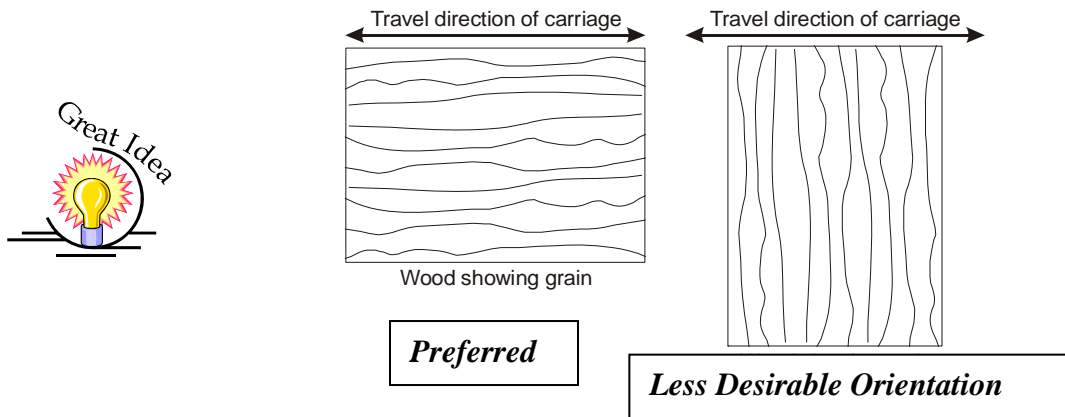 Great Idea
Travel direction of carriage
Travel direction of carriage
Wood showing grain
Preferred
Less Desirable Orientation